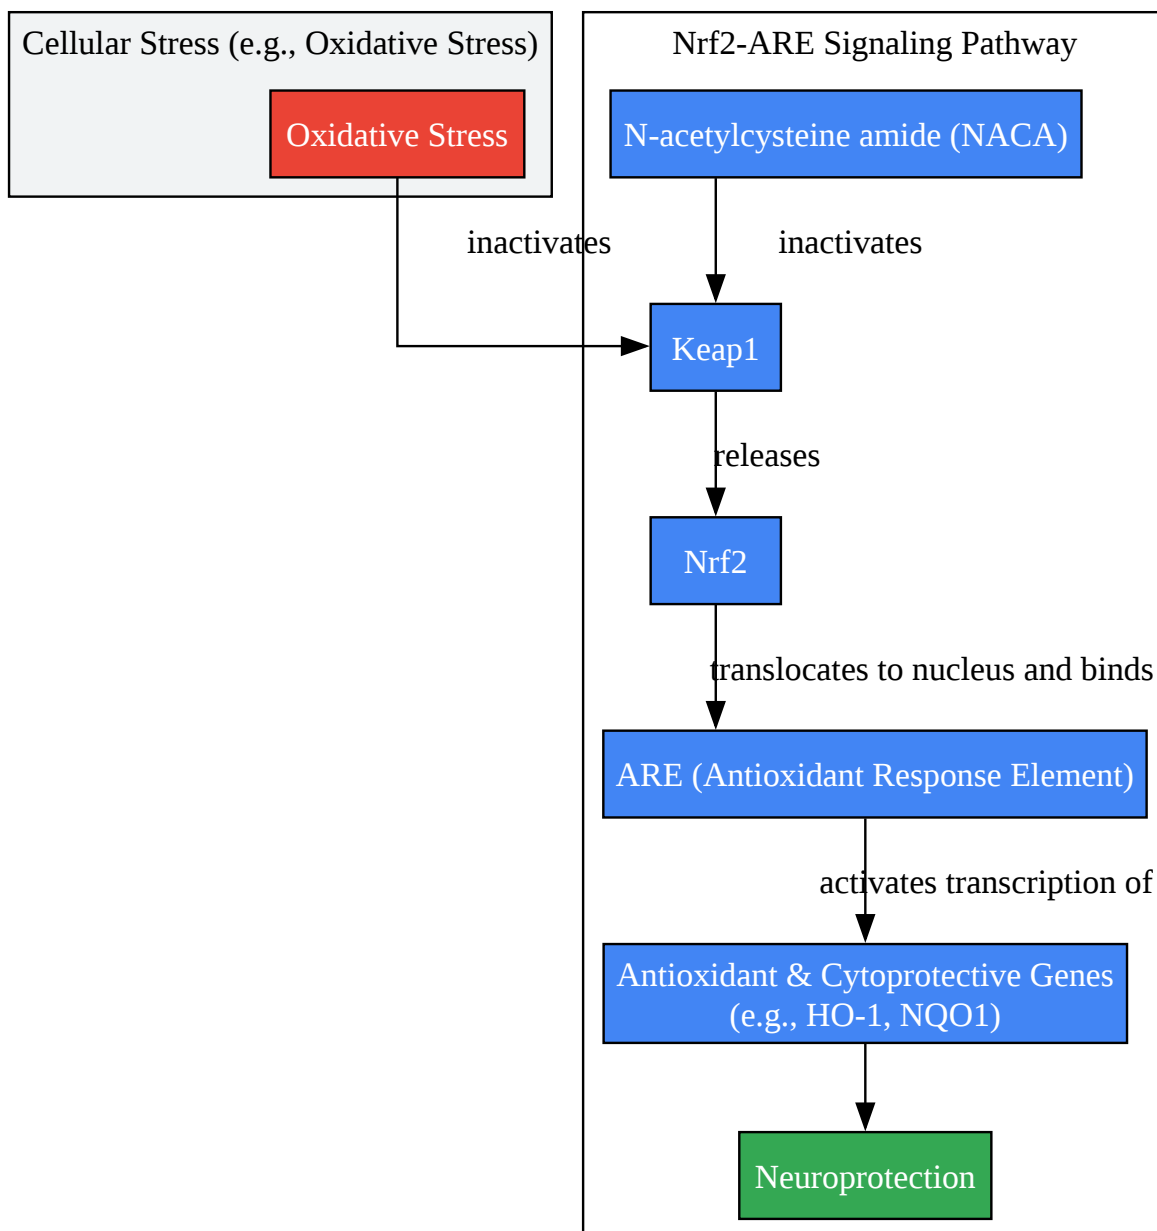 Cellular Stress (e.g., Oxidative Stress)
Oxidative Stress
Nrf2-ARE Signaling Pathway
N-acetylcysteine amide (NACA)
inactivates
inactivates
Keap1
releases
Nrf2
translocates to nucleus and binds
ARE (Antioxidant Response Element)
activates transcription of
Antioxidant & Cytoprotective Genes
(e.g., HO-1, NQO1)
Neuroprotection